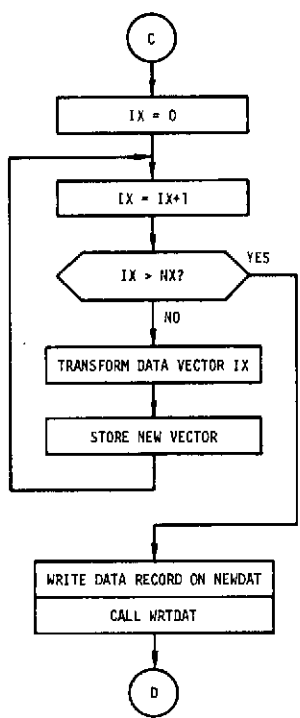 C
IX = 0
IX = IX+1
IX > NX?
YES
NO
TRANSFORM DATA VECTOR IX
STORE NEW VECTOR
WRITE DATA RECORD ON NEWDAT
CALL WRTDAT
D